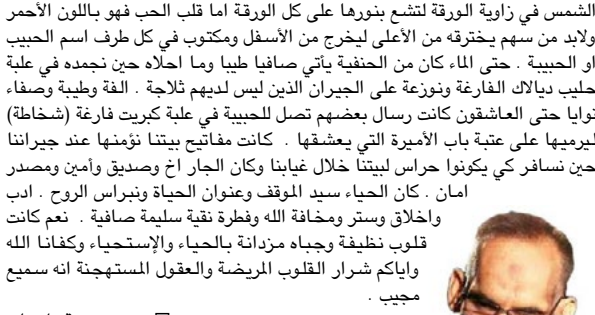 الشمس في زاوية الورقة لتشع بنورها على كل الورقة اما قلب الحب فهو باللون الأحمر
ولابد من سهم يخترقه من الأعلى ليخرج من الأسفل ومكتوب في كل طرف اسم الحبيب
او الحبيبة . حتى الماء كان من الحنفية يأتي صافيا طيبا وما احلاه حين نجمده في علبة
حليب ديالاك الفارغة ونوزعة على الجيران الذين ليس لديهم ثلاجة . الفة وطيبة وصفاء
نوايا حتى العاشقون كانت رسال بعضهم تصل للحبيبة في علبة كبريت فارغة (شخاطة)
ليرميها على عتبة باب الأميرة التي يعشقها . كانت مفاتيح بيتنا نؤمنها عند جيراننا
حين نسافر كي يكونوا حراس لبيتنا خلال غيابنا وكان الجار اخ وصديق وأمين ومصدر
امان . كان الحياء سيد الموقف وعنوان الحياة ونبراس الروح . ادب
واخلاق وستر ومخافة الله وفطرة نقية سليمة صافية . نعم كانت
قلوب نظيفة وجباه مزدانة بالحياء والإستحياء وكفانا الله
واياكم شرار القلوب المريضة والعقول المستهجنة انه سميع
مجيب .